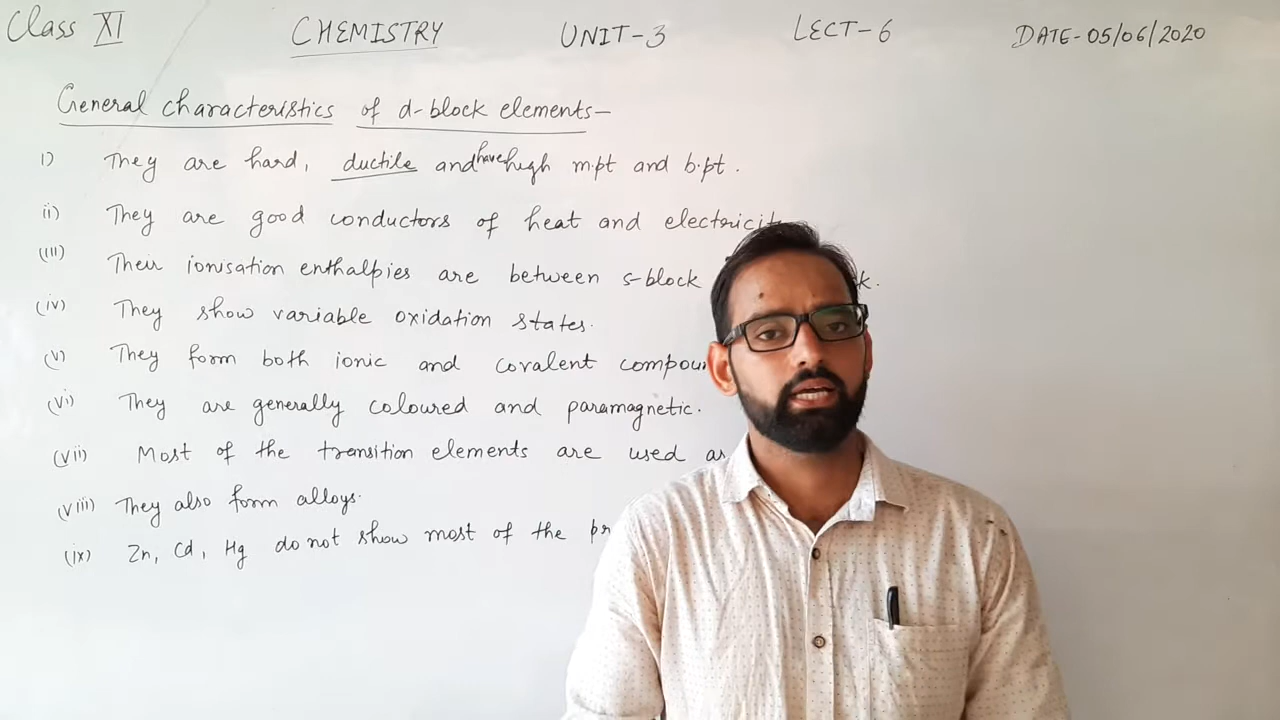 Class XI CHEMISTRY UNIT-3 LECT-6 DATE-05/06/2020
General characteristics of d-block elements-
i) They are hard, ductile and have high m.pt and b.pt.
ii) They are good conductors of heat and electricity
(iii) Their ionisation enthalpies are between s-block
(iv) They show variable oxidation states.
(v) They form both ionic and covalent
(vi) They are generally coloured and paramagnetic.
(vii) Most of the transition elements are used as
(viii) They also form alloys.
(ix) Zn, Cd, Hg do not show most of the